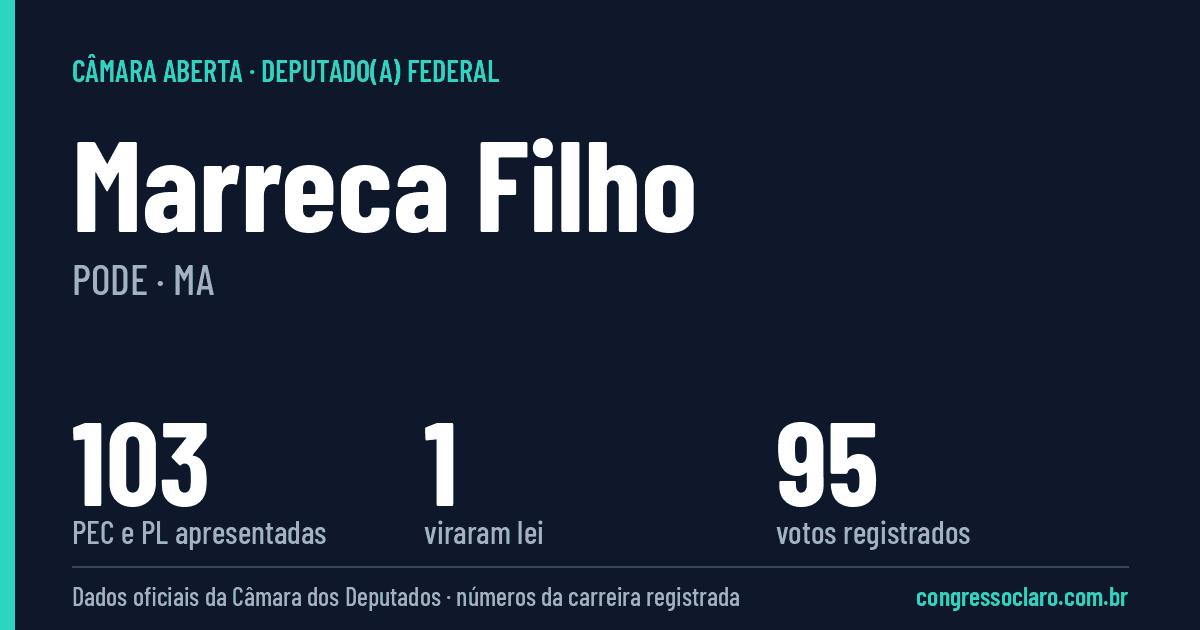 CÂMARA ABERTA · DEPUTADO(A) FEDERAL
Marreca Filho
PODE · MA
103 1 95
PEC e PL apresentadas viraram lei votos registrados
Dados oficiais da Câmara dos Deputados · números da carreira registrada congressoclaro.com.br